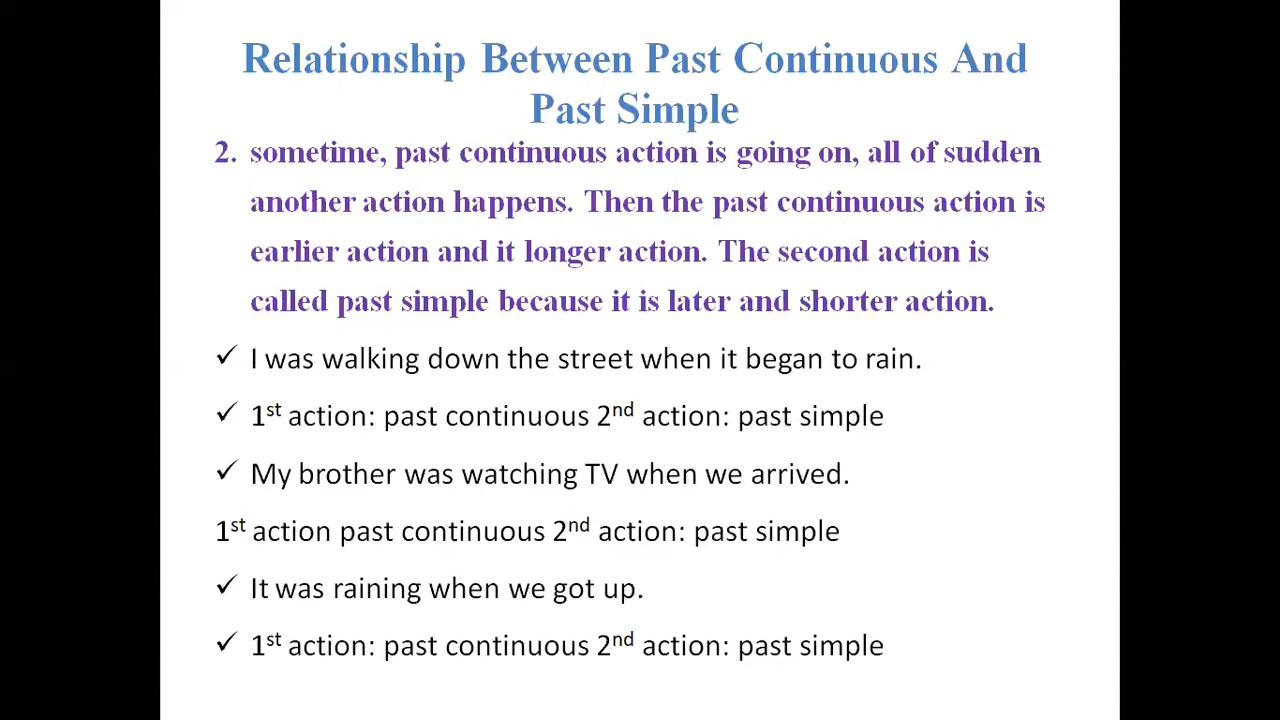 Relationship Between Past Continuous And
Past Simple
2. sometime, past continuous action is going on, all of sudden
another action happens. Then the past continuous action is
earlier action and it longer action. The second action is
called past simple because it is later and shorter action.
✓ I was walking down the street when it began to rain.
✓ 1st action: past continuous 2nd action: past simple
✓ My brother was watching TV when we arrived.
1st action past continuous 2nd action: past simple
✓ It was raining when we got up.
✓ 1st action: past continuous 2nd action: past simple